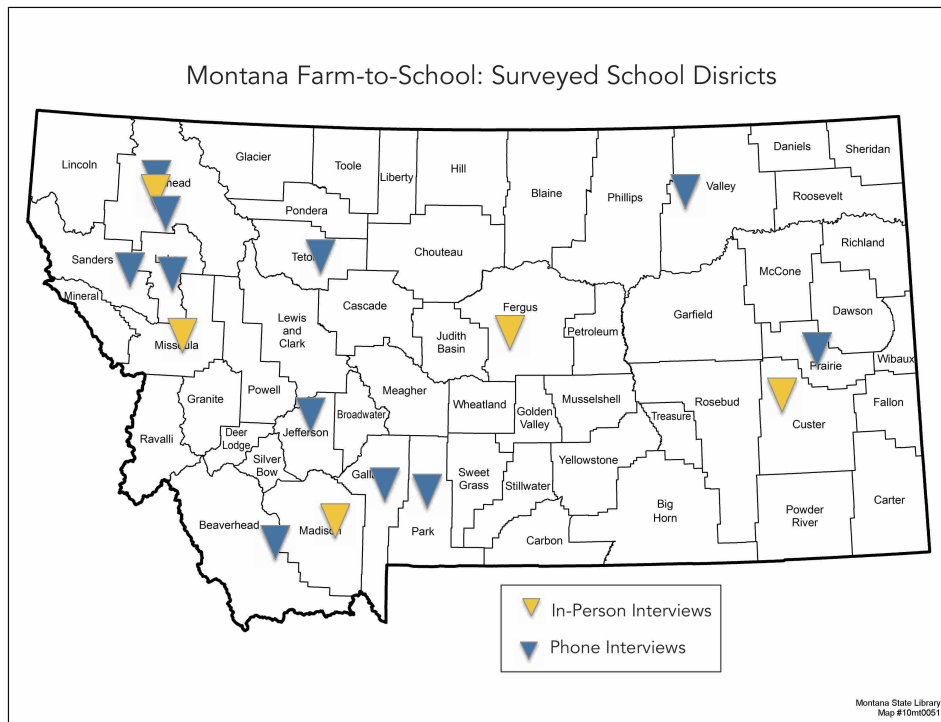 Montana Farm-to-School: Surveyed School Disricts
Lincoln
Glacier
Toole
Liberty
Hill
Blaine
Phillips
Valley
Daniels
Sheridan
Roosevelt
Pondera
Teto
Chouteau
Sanders
Mineral
Missoula
Lewis
and
Clark
Cascade
Judith
Basin
Fergus
Petroleum
Garfield
McCone
Richland
Dawson
Prairie
Wibaux
Granite
Powell
Ravalli
Deer
Lodge
Silver
Bow
Jefferson
Broadwater
Meagher
Wheatland
Golden
Valley
Musselshell
Treasure
Rosebud
Custer
Fallon
Beaverhead
Madison
Park
Sweet
Grass
Stillwater
Yellowstone
Carbon
Big
Horn
Powder
River
Carter
In-Person Interviews
Phone Interviews
Montana State Library
Map #10mt0051